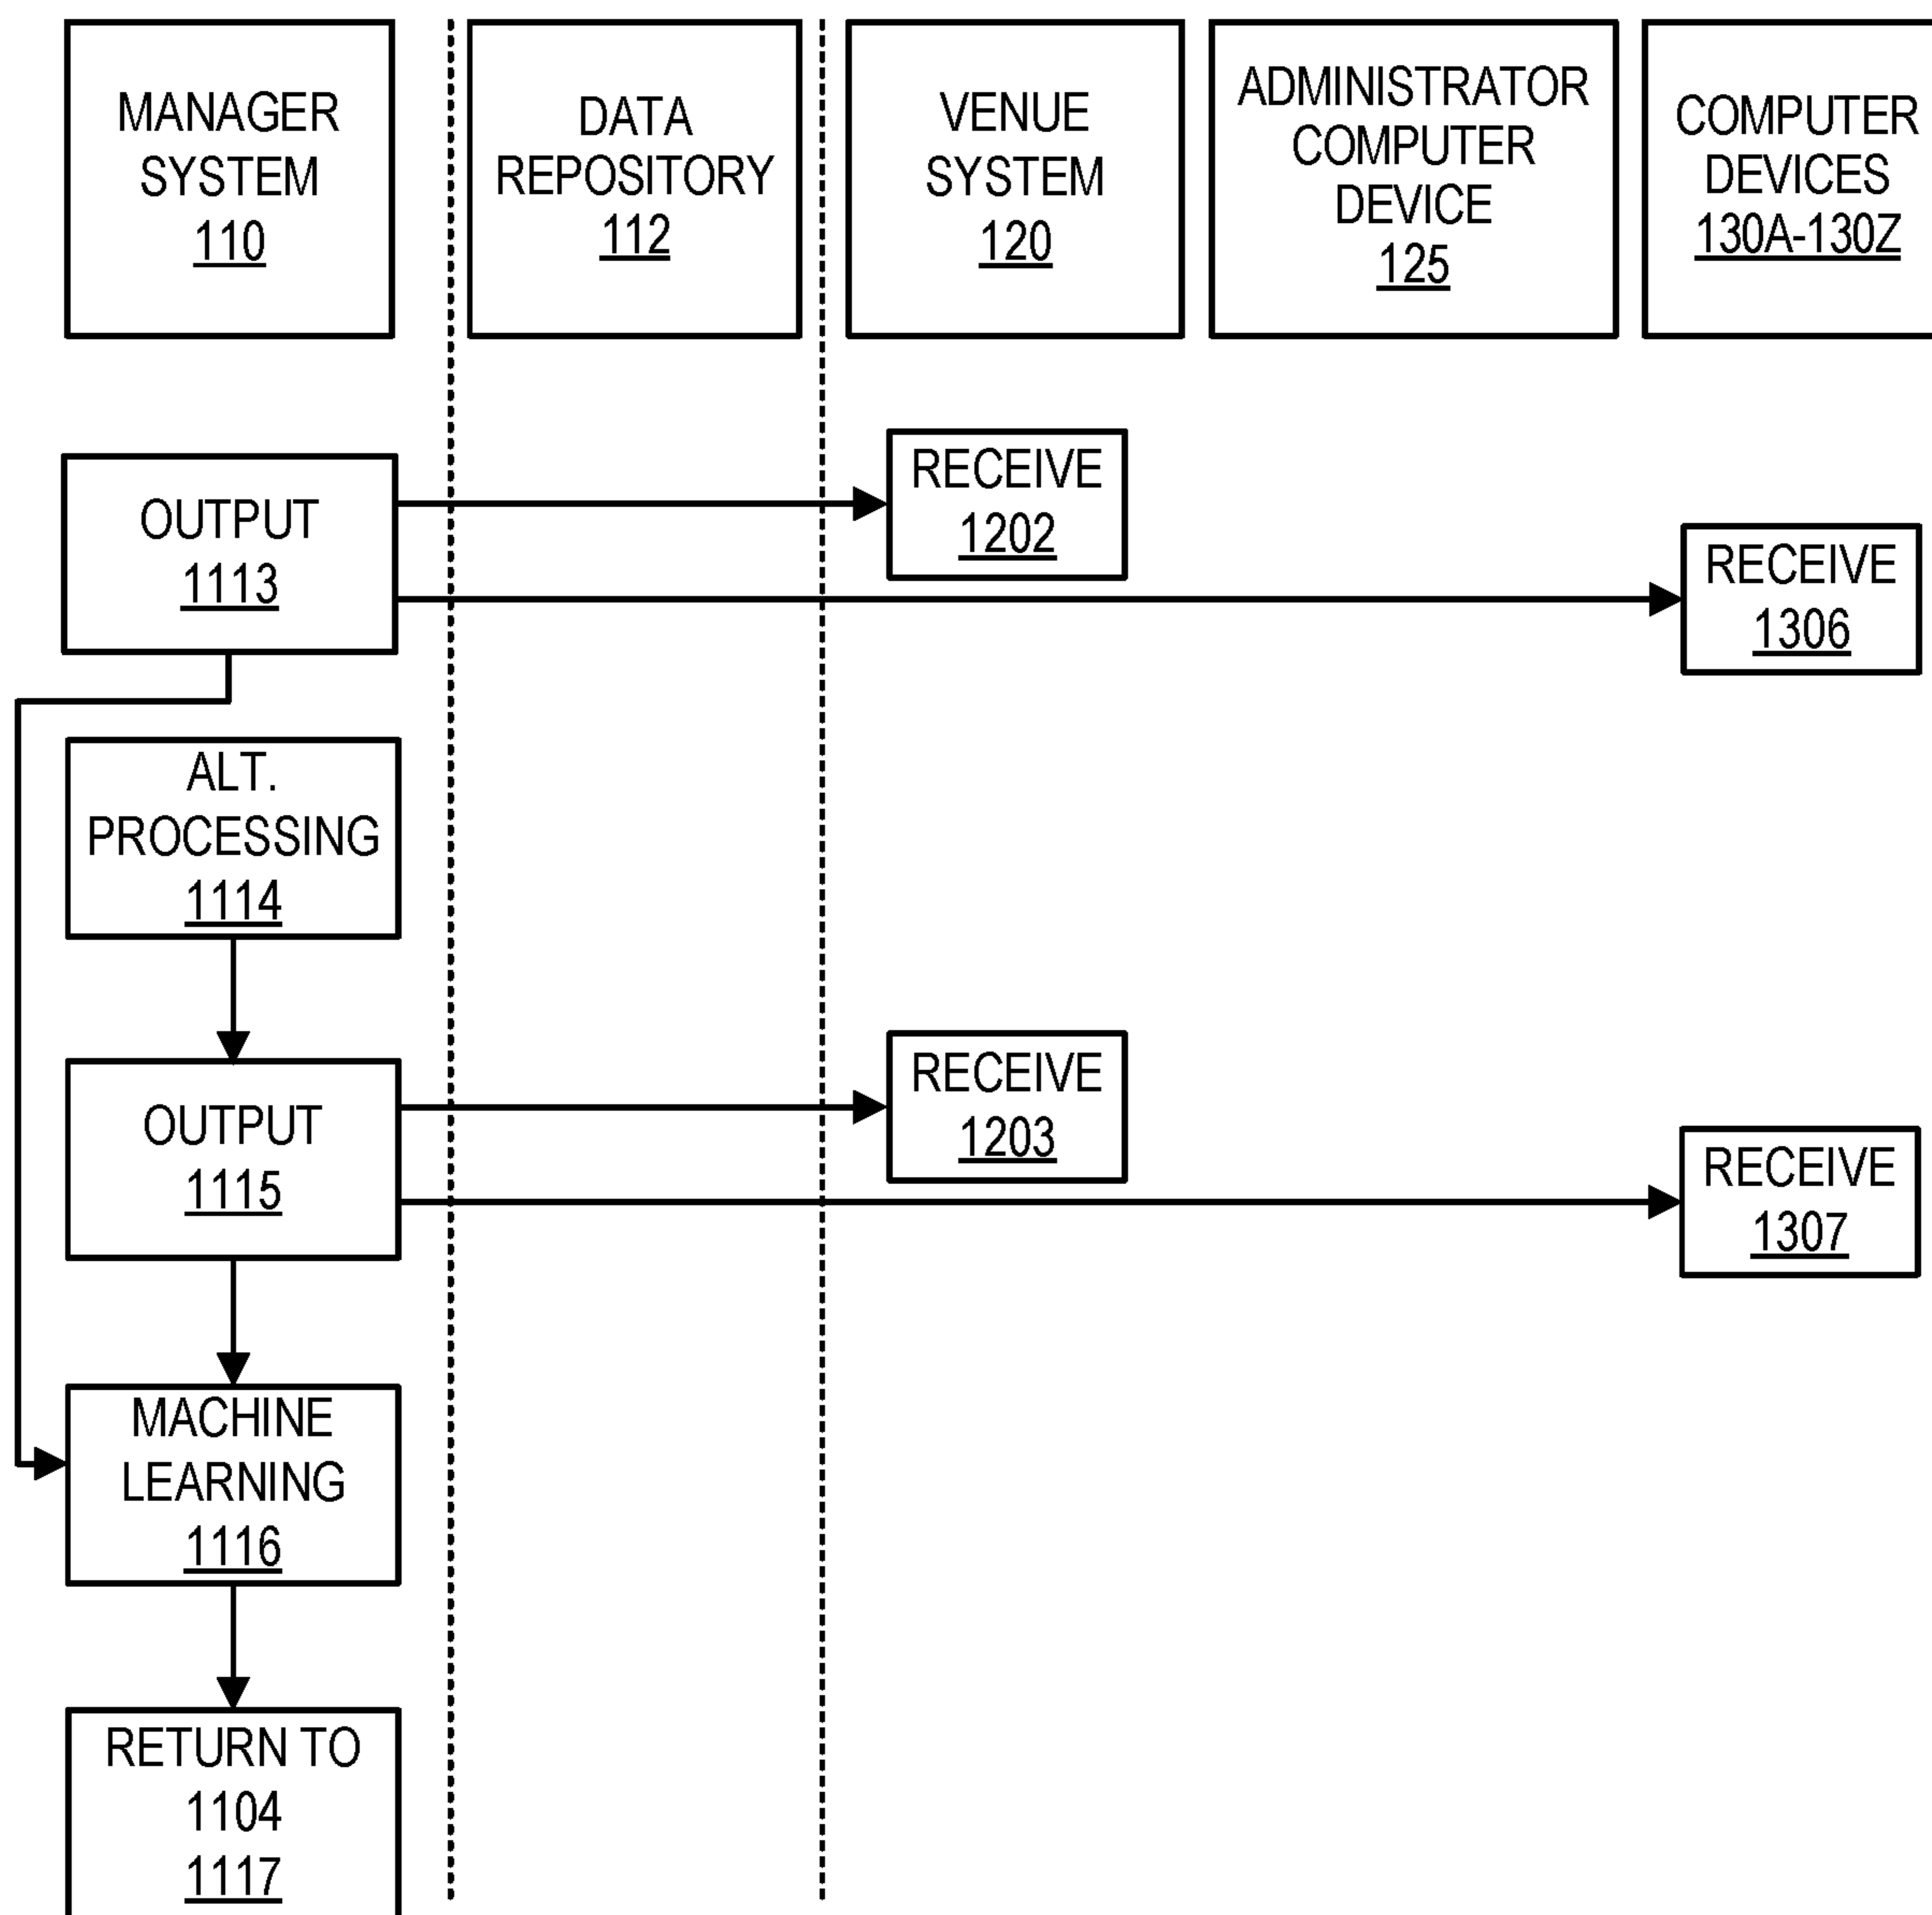 MANAGER
SYSTEM
110
DATA
REPOSITORY
112
VENUE
SYSTEM
120
ADMINISTRATOR
COMPUTER
DEVICE
125
COMPUTER
DEVICES
130A-130Z
OUTPUT
1113
RECEIVE
1202
RECEIVE
1306
ALT.
PROCESSING
1114
OUTPUT
1115
RECEIVE
1203
RECEIVE
1307
MACHINE
LEARNING
1116
RETURN TO
1104
1117